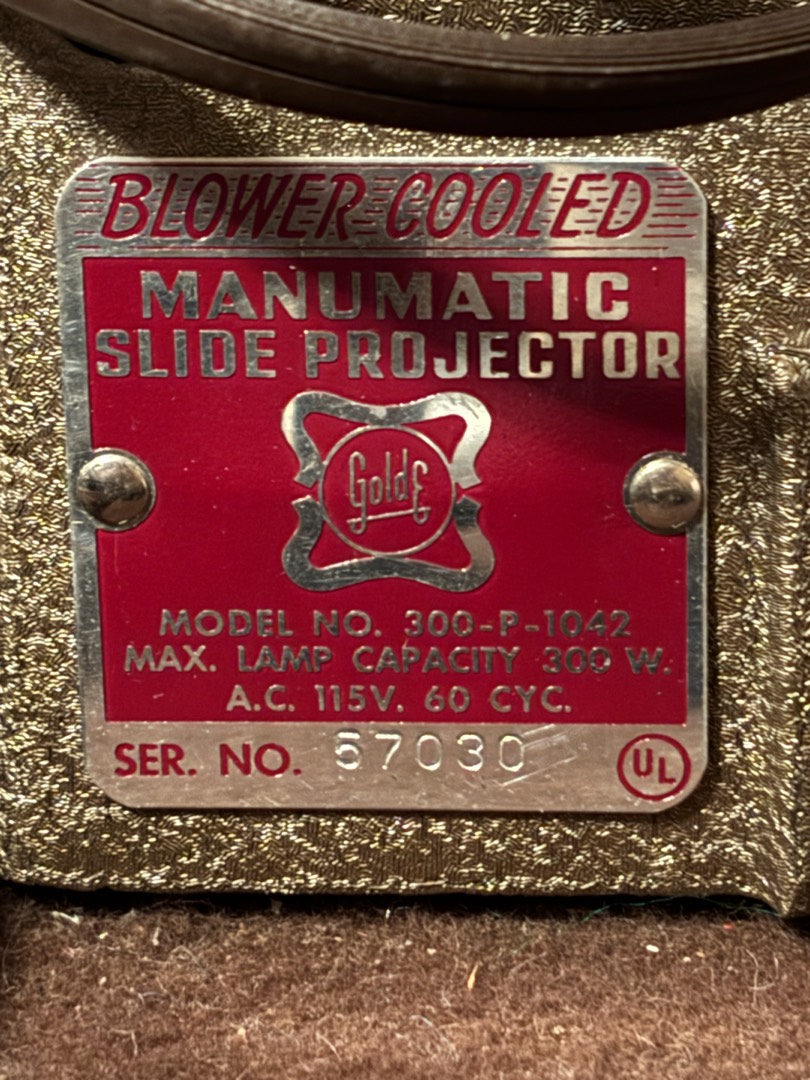 BLOWER-COOLED
MANUMATIC
SLIDE PROJECTOR
GoldE
MODEL NO. 300-P-1042
MAX. LAMP CAPACITY 300 W.
A.C. 115V. 60 CYC.
SER. NO. 57030
UL